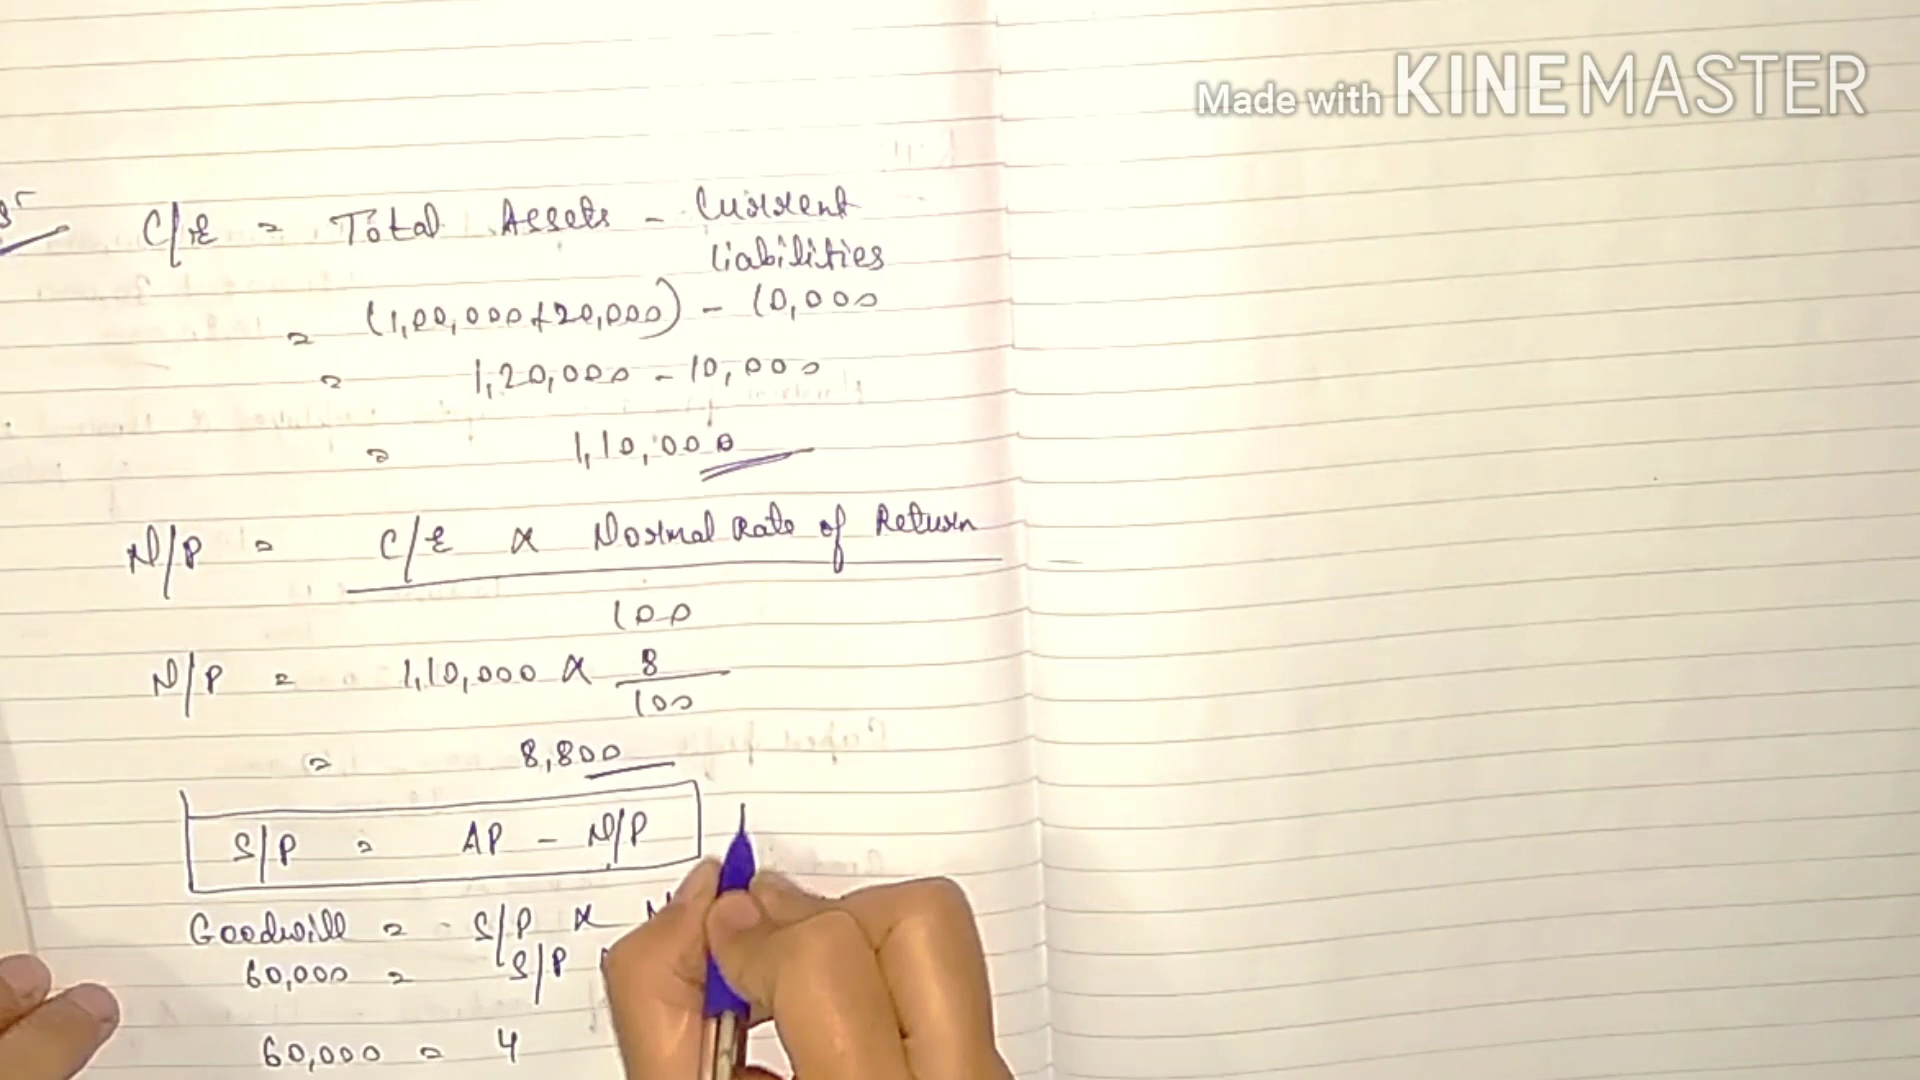 Made with KINEMASTER
C/E = Total Assets - Current
liabilities
= (1,00,000+20,000) - 10,000
= 1,20,000 - 10,000
= 1,10,000
N/P = C/E × Normal Rate of Return
100
N/P = 1,10,000 × 8
100
= 8,800
S/P = AP - N/P
Goodwill = S/P × N
60,000 = S/P
60,000 = 4